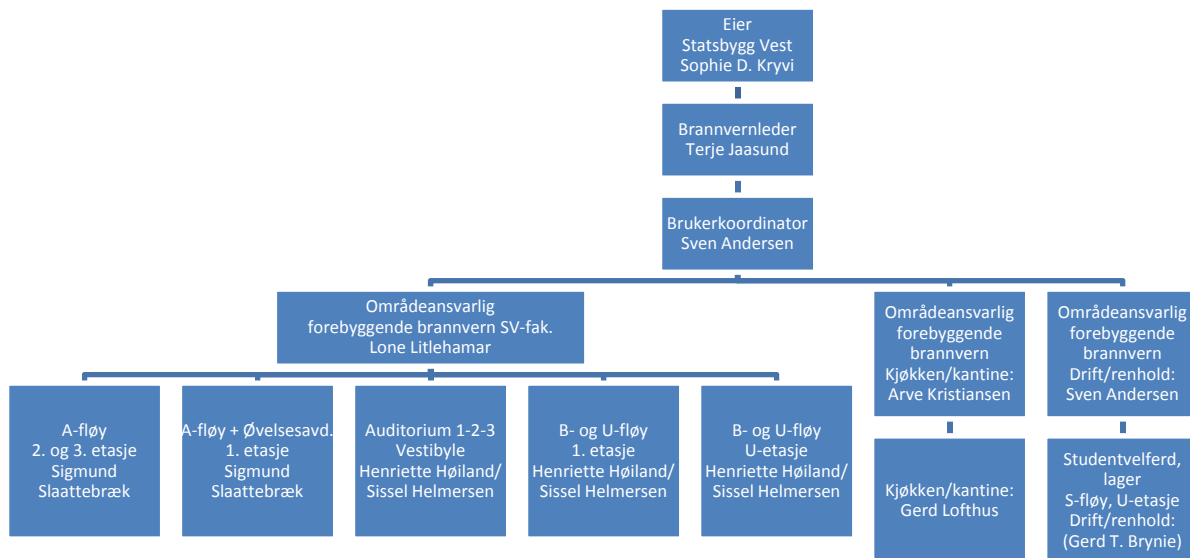 Eier
Statsbygg Vest
Sophie D. Kryvi
Brannvernleder
Terje Jaasund
Brukerkoordinator
Sven Andersen
Områdeansvarlig
forebyggende brannvern SV-fak.
Lone Litlehamar
Områdeansvarlig
forebyggende
brannvern
Kjøkken/kantine:
Arve Kristiansen
Områdeansvarlig
forebyggende
brannvern
Drift/renhold:
Sven Andersen
A-fløy
2. og 3. etasje
Sigmund
Slaattebræk
A-fløy + Øvelsesavd.
1. etasje
Sigmund
Slaattebræk
Auditorium 1-2-3
Vestibyle
Henriette Høiland/
Sissel Helmersen
B- og U-fløy
1. etasje
Henriette Høiland/
Sissel Helmersen
B- og U-fløy
U-etasje
Henriette Høiland/
Sissel Helmersen
Kjøkken/kantine:
Gerd Lofthus
Studentvelferd,
lager
S-fløy, U-etasje
Drift/renhold:
(Gerd T. Brynie)